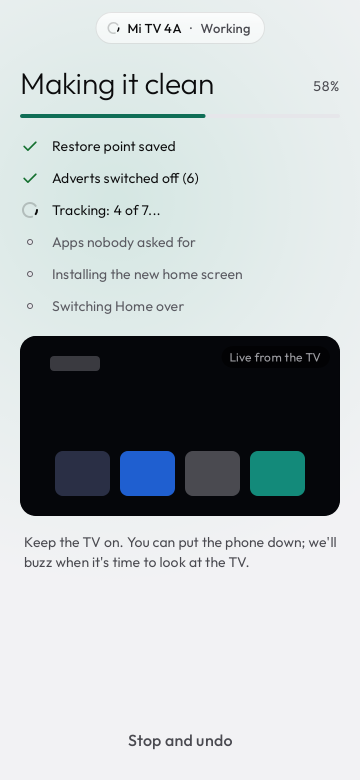 Mi TV 4A · Working
Making it clean
58%
Restore point saved
Adverts switched off (6)
Tracking: 4 of 7...
Apps nobody asked for
Installing the new home screen
Switching Home over
Live from the TV
Keep the TV on. You can put the phone down; we'll
buzz when it's time to look at the TV.
Stop and undo